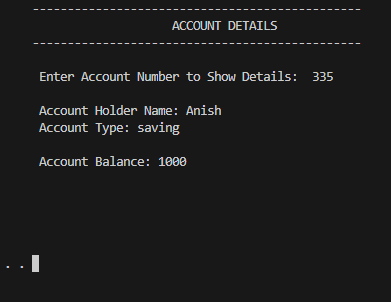 -----------------------------------------------
ACCOUNT DETAILS
-----------------------------------------------
Enter Account Number to Show Details:  335
Account Holder Name: Anish
Account Type: saving
Account Balance: 1000
. .